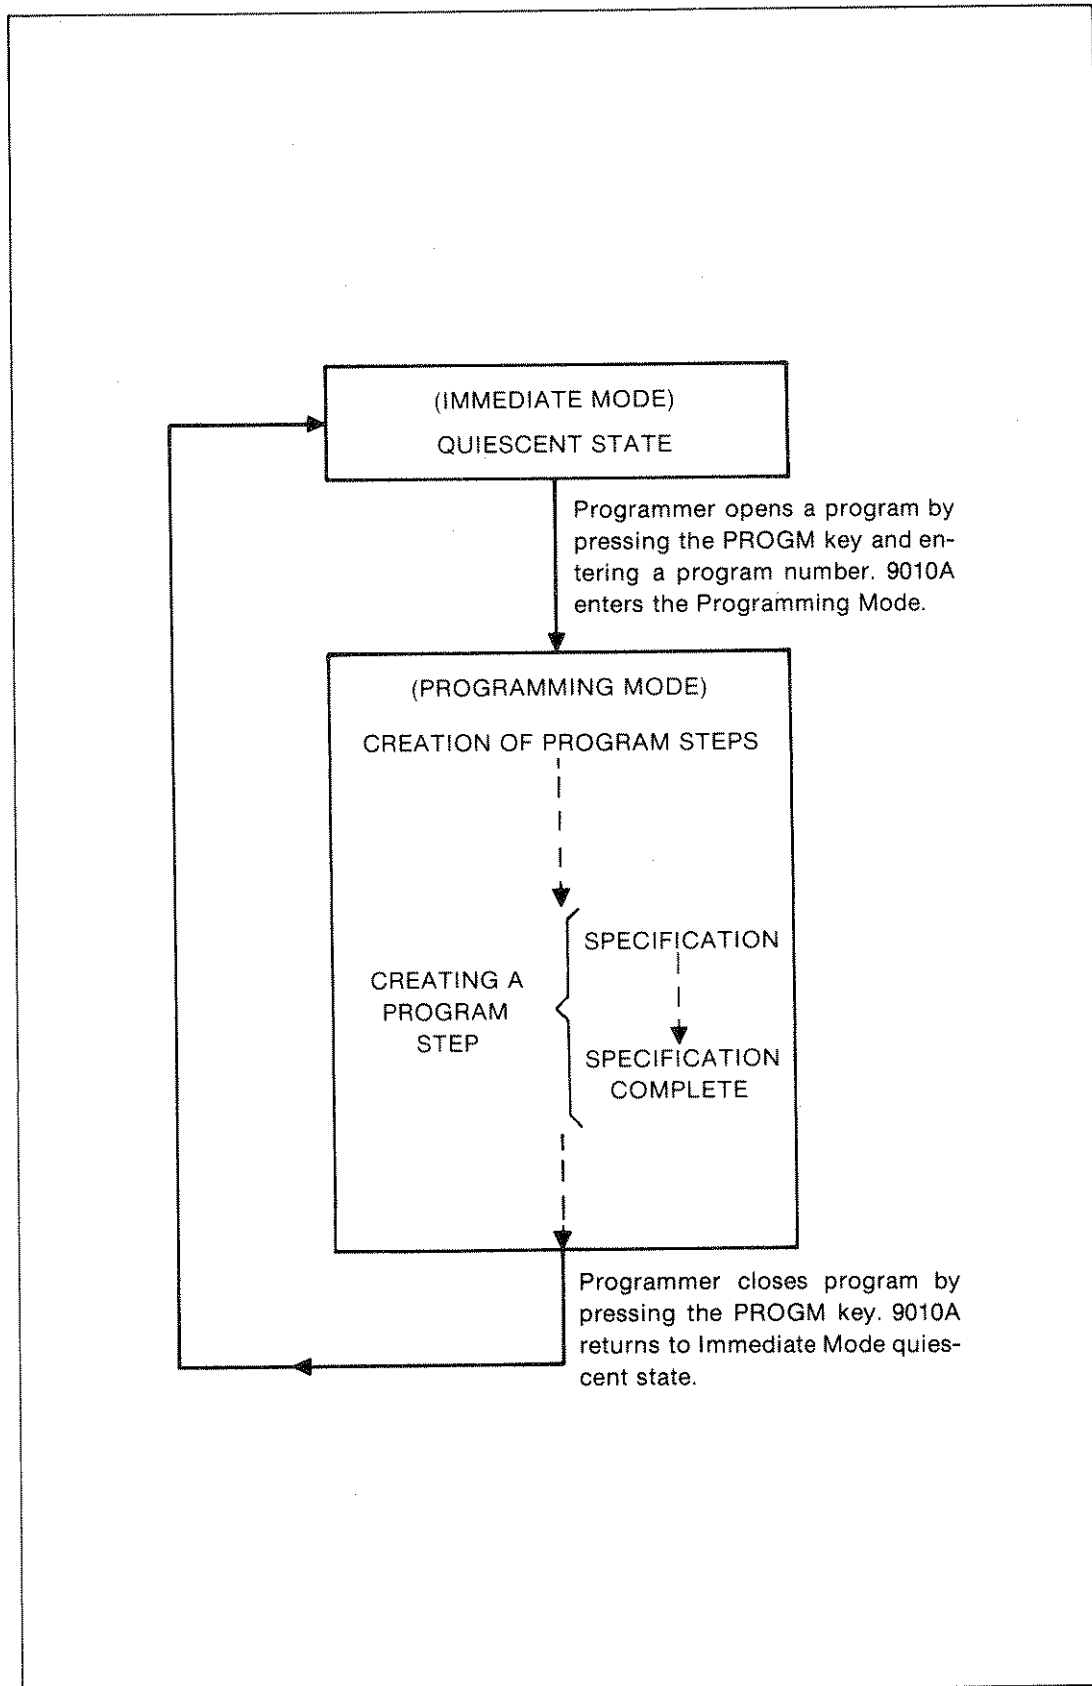 (IMMEDIATE MODE)
QUIESCENT STATE
Programmer opens a program by
pressing the PROGM key and en-
tering a program number. 9010A
enters the Programming Mode.
(PROGRAMMING MODE)
CREATION OF PROGRAM STEPS
CREATING A
PROGRAM
STEP
SPECIFICATION
SPECIFICATION
COMPLETE
Programmer closes program by
pressing the PROGM key. 9010A
returns to Immediate Mode quies-
cent state.